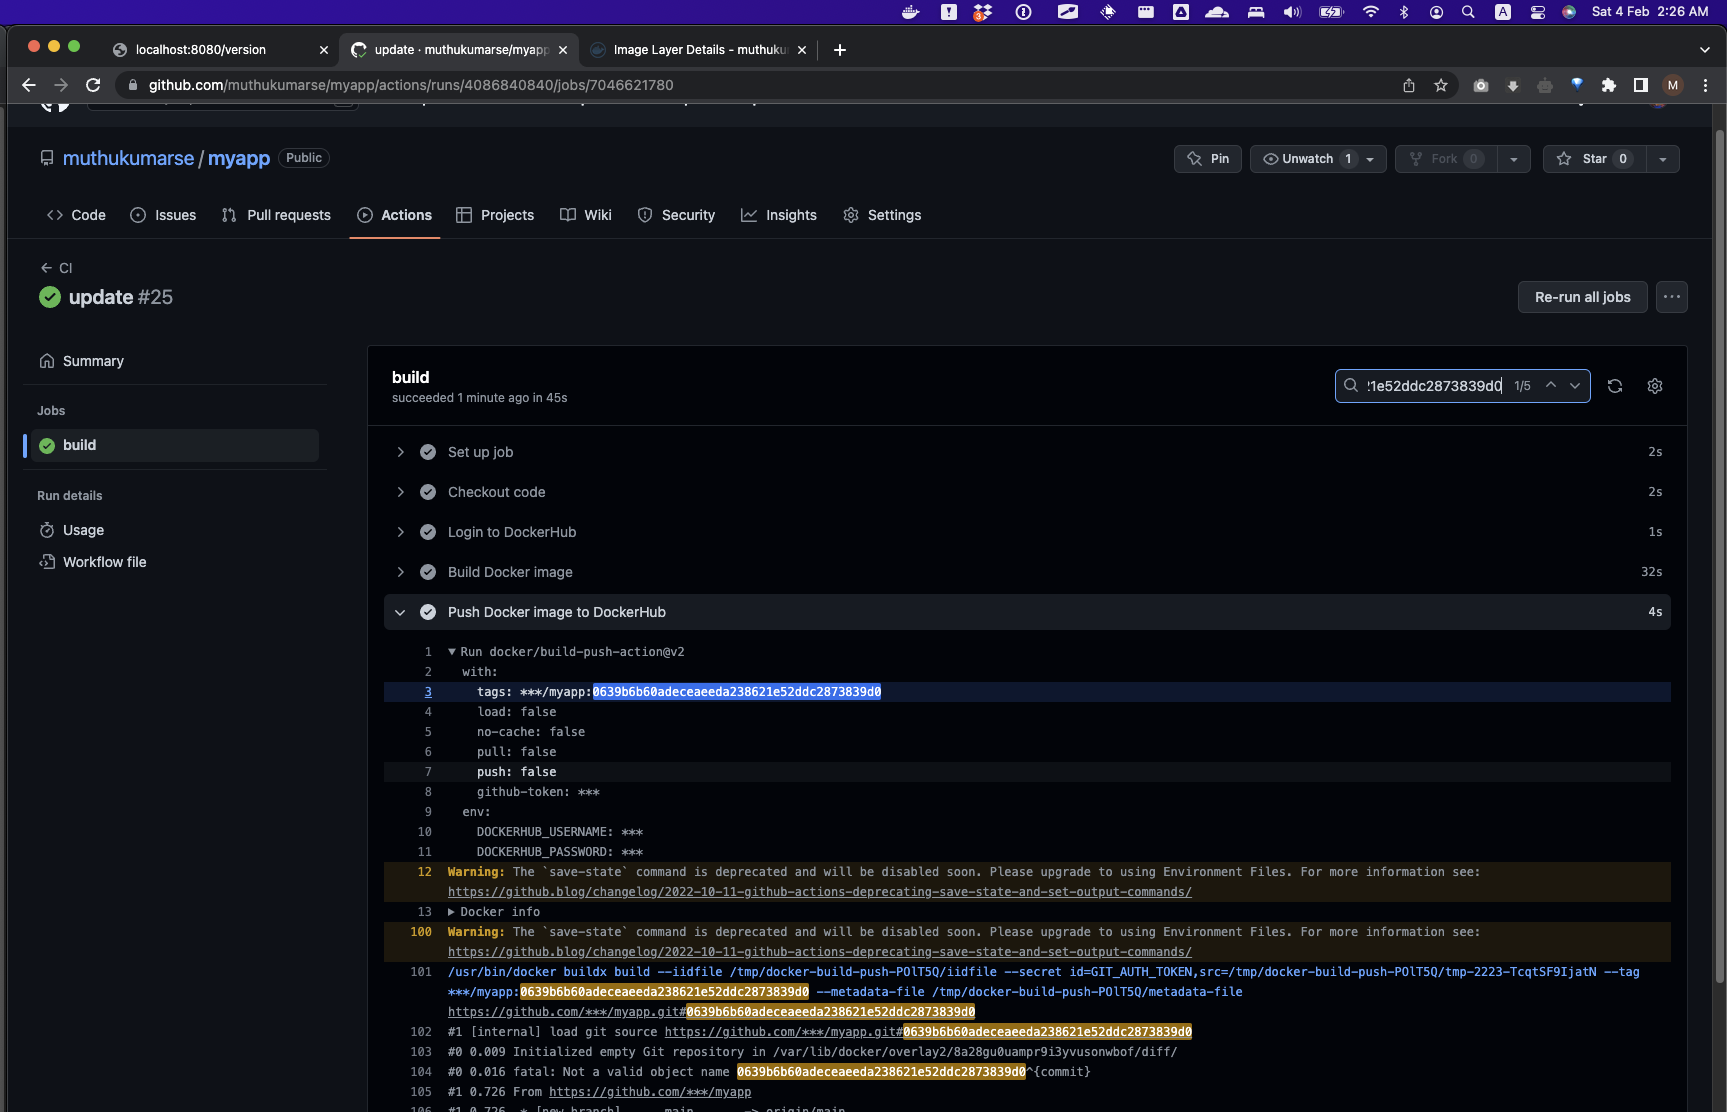 Sat 4 Feb 2:26 AM
localhost:8080/version
update · muthukumarse/myapp
Image Layer Details - muthuku
github.com/muthukumarse/myapp/actions/runs/4086840840/jobs/7046621780
M
muthukumarse / myapp Public
Pin
Unwatch 1
Fork 0
Star 0
Code
Issues
Pull requests
Actions
Projects
Wiki
Security
Insights
Settings
CI
update #25
Re-run all jobs
Summary
Jobs
build
Run details
Usage
Workflow file
build
succeeded 1 minute ago in 45s
1e52ddc2873839d0 1/5
Set up job 2s
Checkout code 2s
Login to DockerHub 1s
Build Docker image 32s
Push Docker image to DockerHub 4s
1 Run docker/build-push-action@v2
2 with:
3 tags: ***/myapp:0639b6b60adeceaeeda238621e52ddc2873839d0
4 load: false
5 no-cache: false
6 pull: false
7 push: false
8 github-token: ***
9 env:
10 DOCKERHUB_USERNAME: ***
11 DOCKERHUB_PASSWORD: ***
12 Warning: The `save-state` command is deprecated and will be disabled soon. Please upgrade to using Environment Files. For more information see:
https://github.blog/changelog/2022-10-11-github-actions-deprecating-save-state-and-set-output-commands/
13 Docker info
100 Warning: The `save-state` command is deprecated and will be disabled soon. Please upgrade to using Environment Files. For more information see:
https://github.blog/changelog/2022-10-11-github-actions-deprecating-save-state-and-set-output-commands/
101 /usr/bin/docker buildx build --iidfile /tmp/docker-build-push-POlT5Q/iidfile --secret id=GIT_AUTH_TOKEN,src=/tmp/docker-build-push-POlT5Q/tmp-2223-TcqtSF9IjatN --tag
***/myapp:0639b6b60adeceaeeda238621e52ddc2873839d0 --metadata-file /tmp/docker-build-push-POlT5Q/metadata-file
https://github.com/***/myapp.git#0639b6b60adeceaeeda238621e52ddc2873839d0
102 #1 [internal] load git source https://github.com/***/myapp.git#0639b6b60adeceaeeda238621e52ddc2873839d0
103 #0 0.009 Initialized empty Git repository in /var/lib/docker/overlay2/8a28gu0uampr9i3yvusonwbof/diff/
104 #0 0.016 fatal: Not a valid object name 0639b6b60adeceaeeda238621e52ddc2873839d0^{commit}
105 #1 0.726 From https://github.com/***/myapp
106 #1 0.726 * [new branch] main -> origin/main